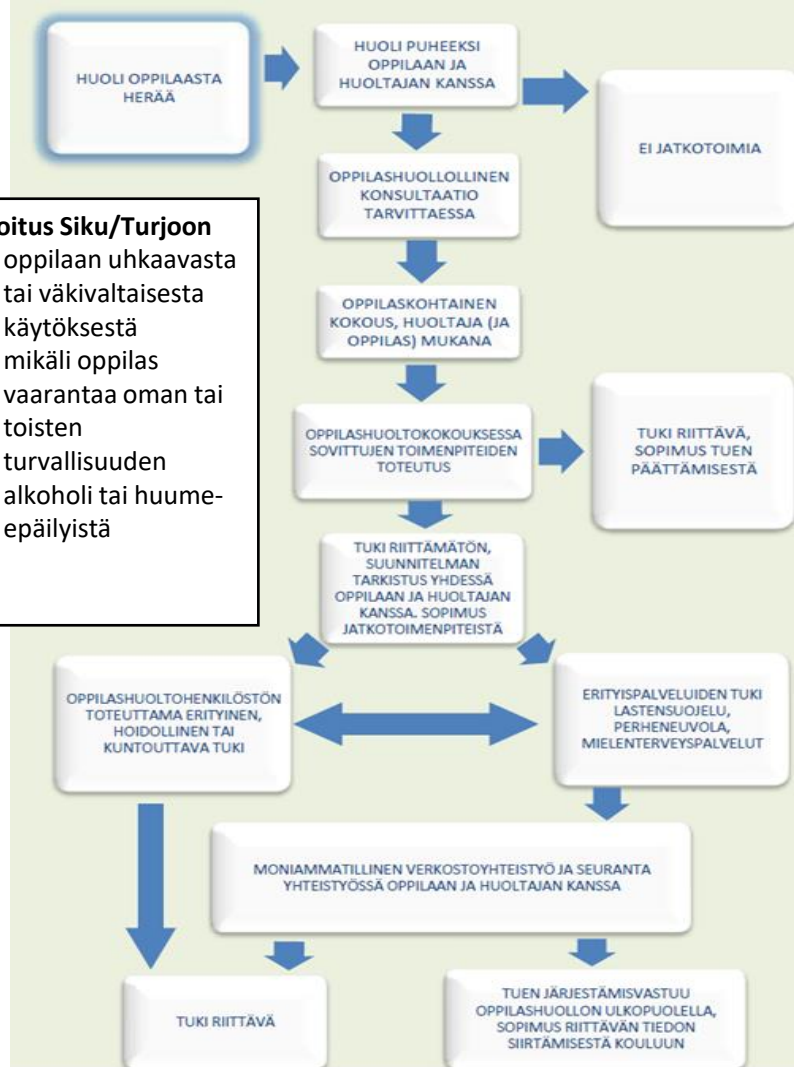 HUOLI OPPILAASTA
HERÄÄ
HUOLI PUHEEKSI
OPPILAAN JA
HUOLTAJAN KANSSA
EI JATKOTOIMIA
OPPILASHUOLLOLLINEN
KONSULTAATIO
TARVITTAESSA
oitus Siku/Turjoon
oppilaan uhkaavasta
tai väkivaltaisesta
käytöksestä
mikäli oppilas
vaarantaa oman tai
toisten
turvallisuuden
alkoholi tai huume-
epäilyistä
OPPILASKOHTAINEN
KOKOUS, HUOLTAJA (JA
OPPILAS) MUKANA
OPPILASHUOLTOKOKOUKSESSA
SOVITTUJEN TOIMENPITEIDEN
TOTEUTUS
TUKI RIITTÄVÄ,
SOPIMUS TUEN
PÄÄTTÄMISESTÄ
TUKI RIITTÄMÄTÖN,
SUUNNITELMAN
TARKISTUS YHDESSÄ
OPPILAAN JA HUOLTAJAN
KANSSA. SOPIMUS
JATKOTOIMENPITEISTÄ
OPPILASHUOLTOHENKILÖSTÖN
TOTEUTTAMA ERITYINEN,
HOIDOLLINEN TAI
KUNTOUTTAVA TUKI
ERITYISPALVELUIDEN TUKI
LASTENSUOJELU,
PERHENEUVOLA,
MIELENTERVEYSPALVELUT
MONIAMMATILLINEN VERKOSTOYHTEISTYÖ JA SEURANTA
YHTEISTYÖSSÄ OPPILAAN JA HUOLTAJAN KANSSA
TUKI RIITTÄVÄ
TUEN JÄRJESTÄMISVASTUU
OPPILASHUOLLON ULKOPUOLELLA,
SOPIMUS RIITTÄVÄN TIEDON
SIIRTÄMISESTÄ KOULUUN